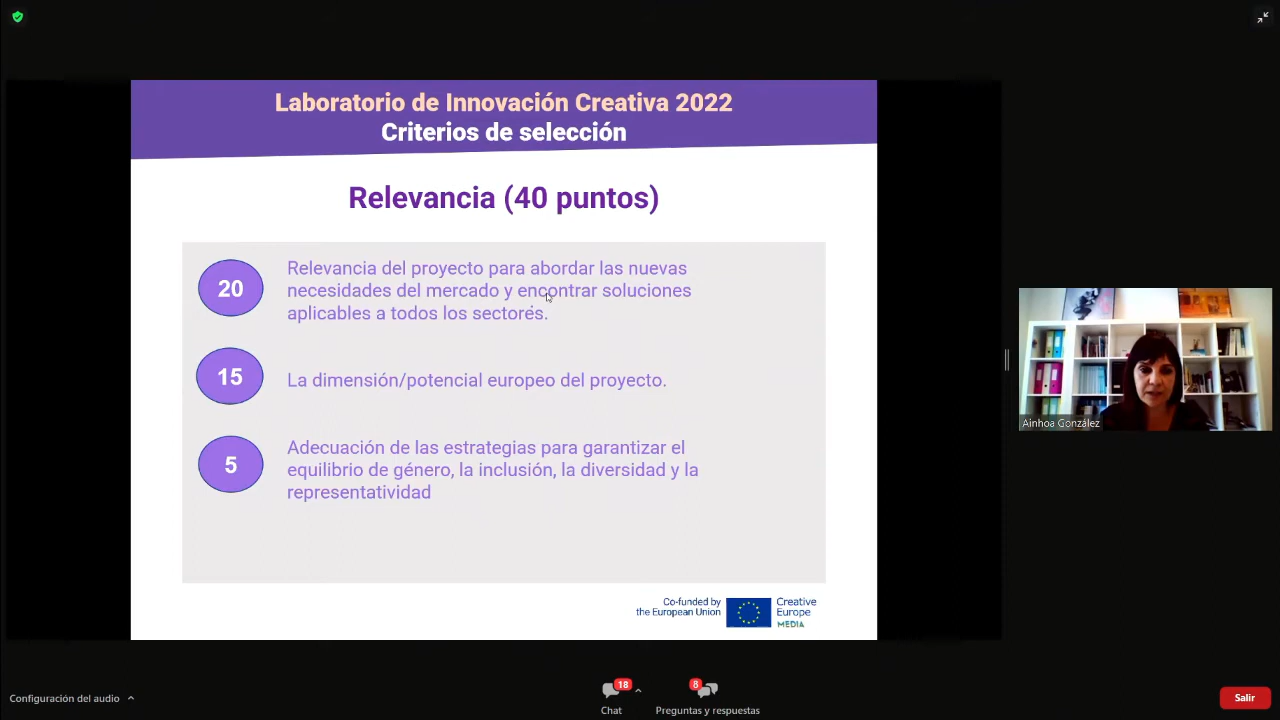 Laboratorio de Innovación Creativa 2022
Criterios de selección
Relevancia (40 puntos)
20
Relevancia del proyecto para abordar las nuevas
necesidades del mercado y encontrar soluciones
aplicables a todos los sectores.
15
La dimensión/potencial europeo del proyecto.
5
Adecuación de las estrategias para garantizar el
equilibrio de género, la inclusión, la diversidad y la
representatividad
Co-funded by
the European Union
Creative
Europe
MEDIA
Ainhoa González
Configuración del audio
18
Chat
8
Preguntas y respuestas
Salir